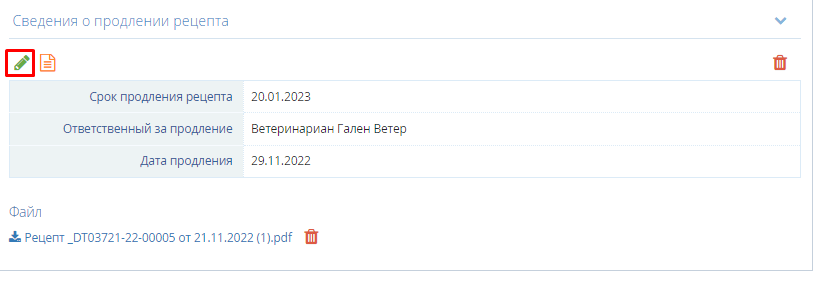 Сведения о продлении рецепта
Срок продления рецепта 20.01.2023
Ответственный за продление Ветеринариан Гален Ветер
Дата продления 29.11.2022
Файл
Рецепт _DT03721-22-00005 от 21.11.2022 (1).pdf